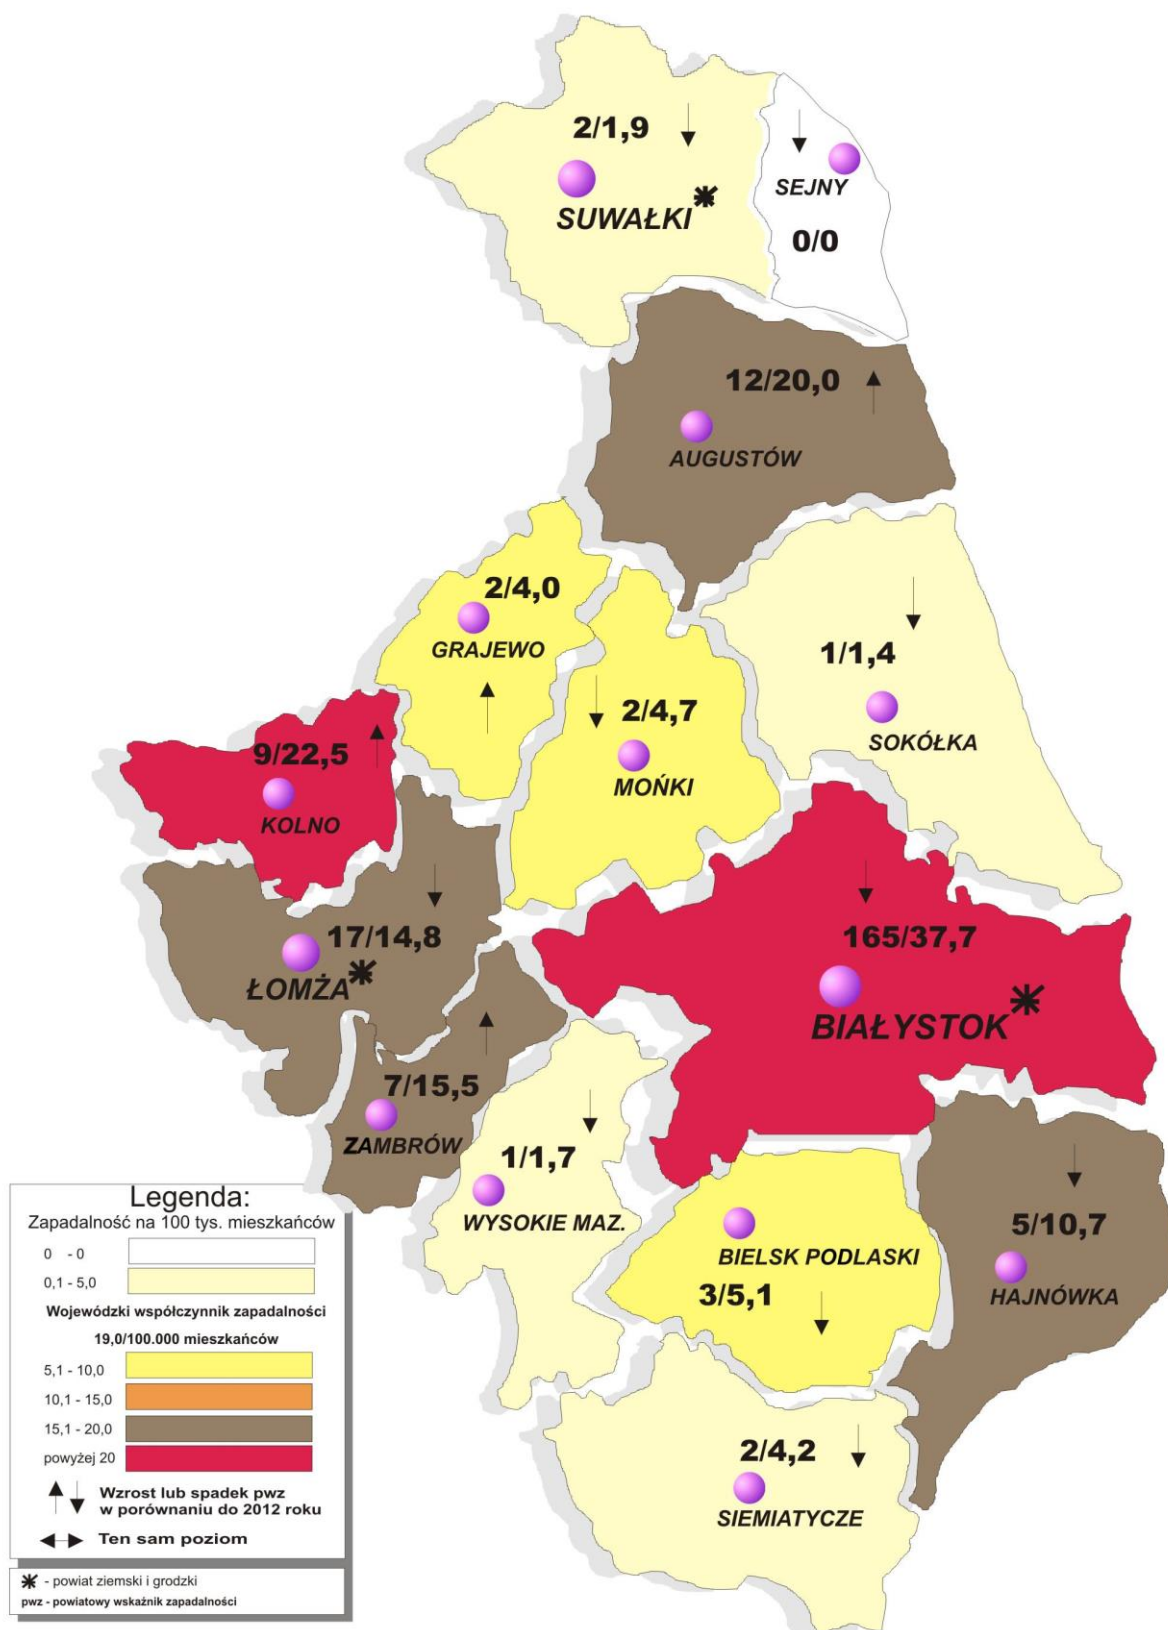 2/1,9
SUWAŁKI*
SEJNY
0/0
12/20,0
AUGUSTÓW
2/4,0
GRAJEWO
1/1,4
SOKÓŁKA
2/4,7
MOŃKI
9/22,5
KOLNO
17/14,8
ŁOMŻA*
165/37,7
BIAŁYSTOK*
7/15,5
ZAMBRÓW
1/1,7
WYSOKIE MAZ.
BIELSK PODLASKI
3/5,1
5/10,7
HAJNÓWKA
2/4,2
SIEMIATYCZE
Legenda:
Zapadalność na 100 tys. mieszkańców
0 - 0
0,1 - 5,0
Wojewódzki współczynnik zapadalności
19,0/100.000 mieszkańców
5,1 - 10,0
10,1 - 15,0
15,1 - 20,0
powyżej 20
Wzrost lub spadek pwz
w porównaniu do 2012 roku
Ten sam poziom
* - powiat ziemski i grodzki
pwz - powiatowy wskaźnik zapadalności